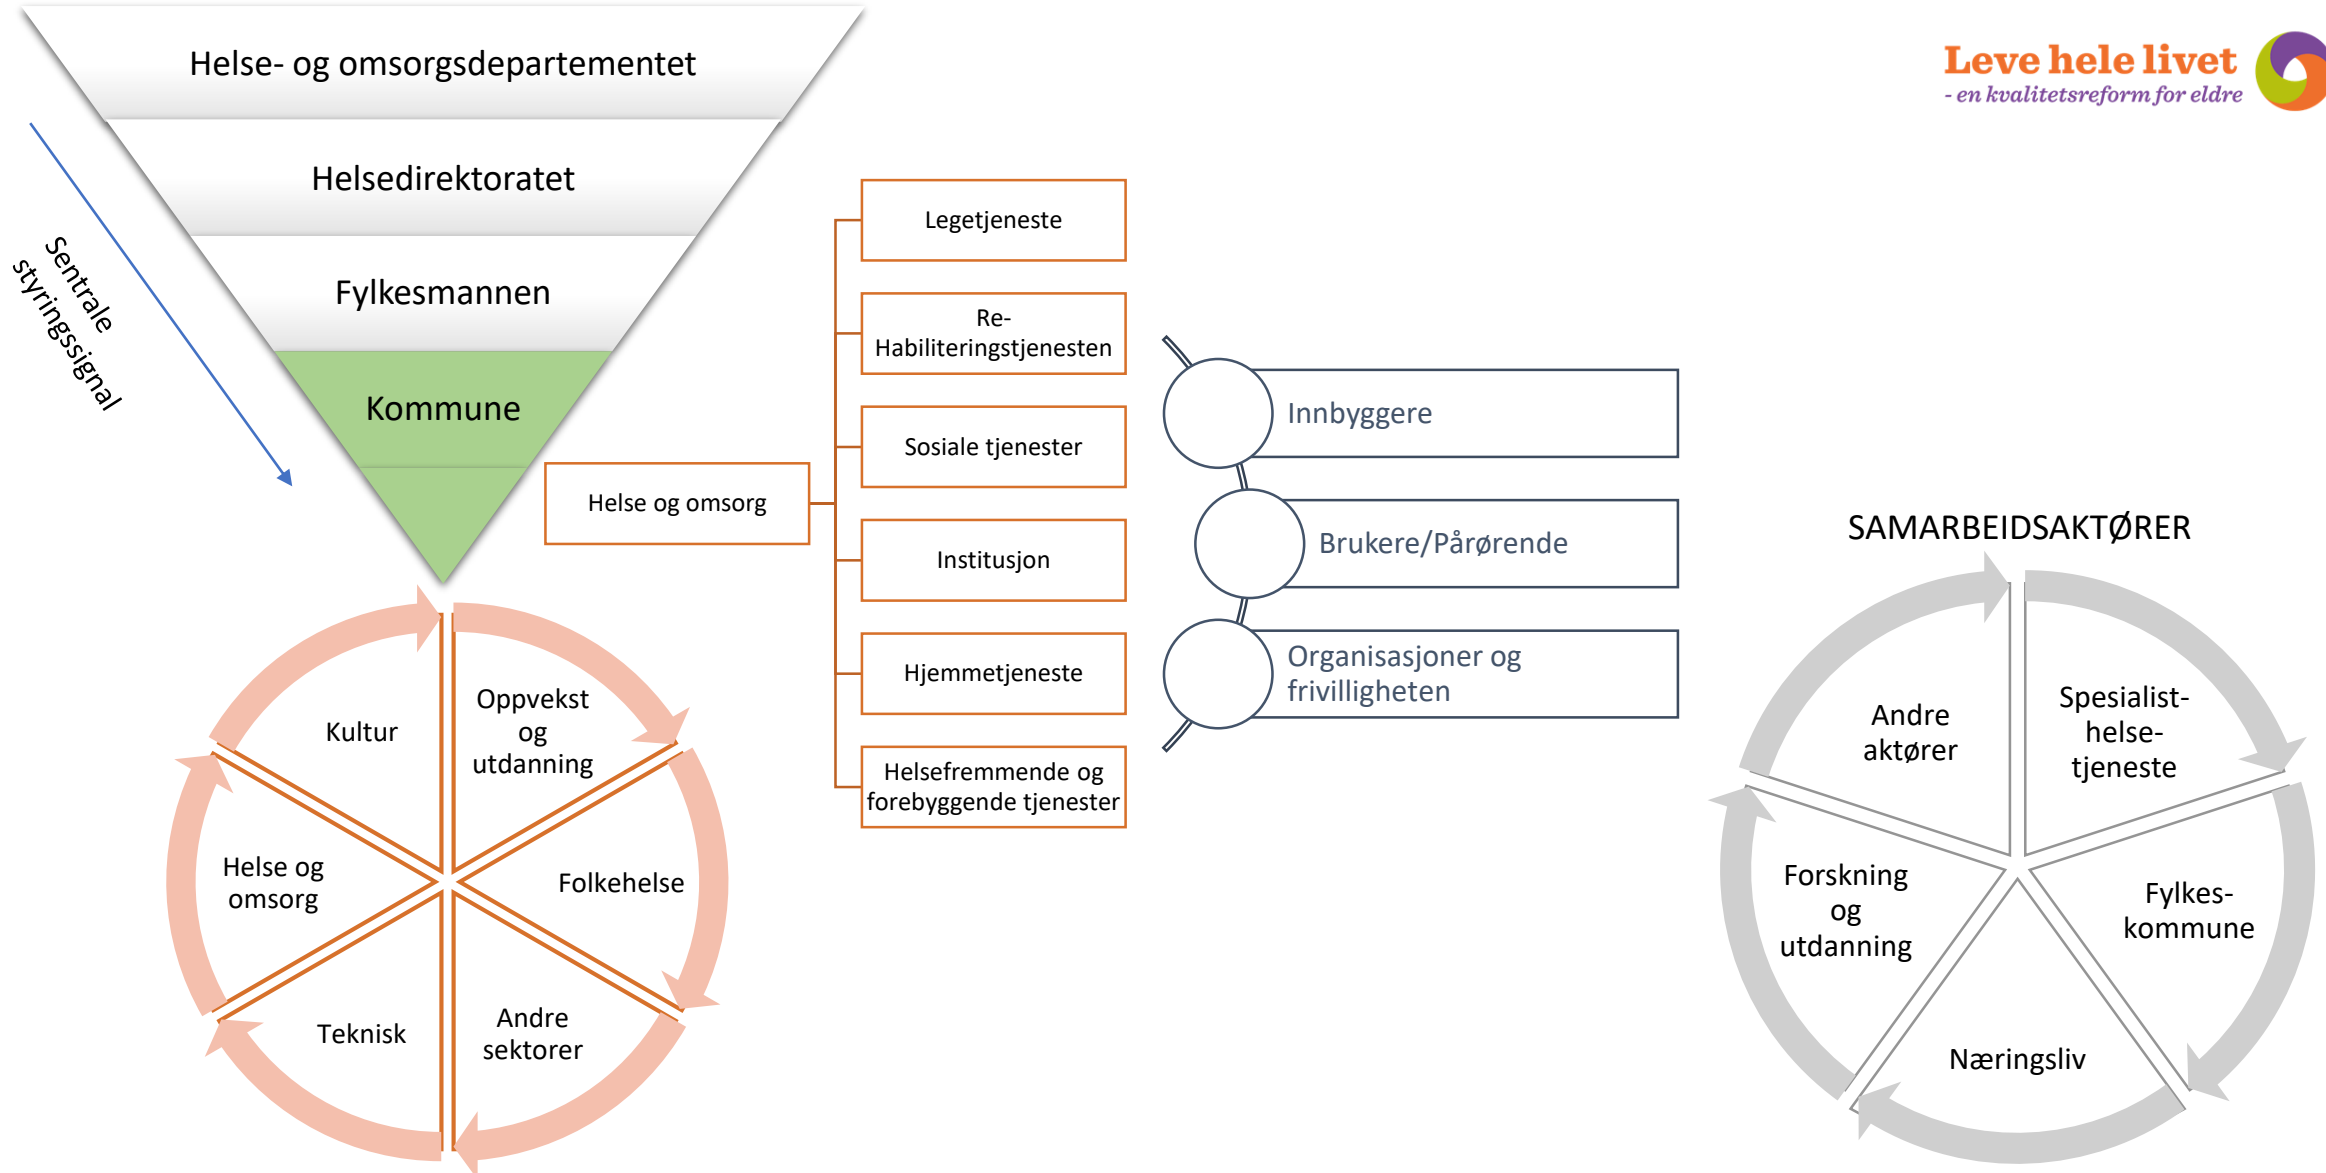 Helse- og omsorgsdepartementet
Helsedirektoratet
Fylkesmannen
Kommune
Sentrale
styringssignal
Leve hele livet
- en kvalitetsreform for eldre
Helse og omsorg
Legetjeneste
Re-
Habiliteringstjenesten
Sosiale tjenester
Institusjon
Hjemmetjeneste
Helsefremmende og
forebyggende tjenester
Innbyggere
Brukere/Pårørende
Organisasjoner og
frivilligheten
Oppvekst
og
utdanning
Folkehelse
Andre
sektorer
Teknisk
Helse og
omsorg
Kultur
SAMARBEIDSAKTØRER
Spesialist-
helse-
tjeneste
Fylkes-
kommune
Næringsliv
Forskning
og
utdanning
Andre
aktører